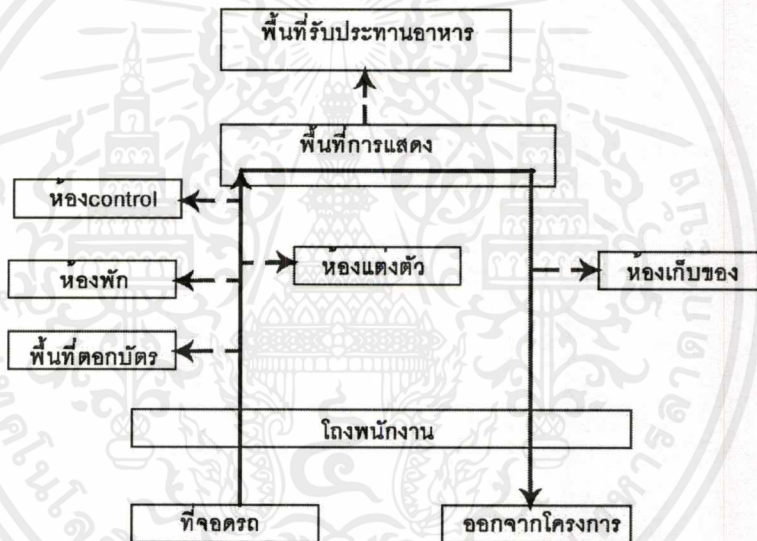 พื้นที่รับประทานอาหาร
พื้นที่การแสดง
ห้องcontrol
ห้องแต่งตัว
ห้องเก็บของ
ห้องพัก
พื้นที่ตอกบัตร
โถงพนักงาน
ที่จอดรถ
ออกจากโครงการ